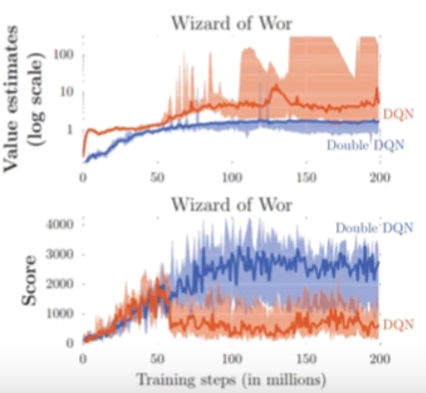 Wizard of Wor
Value estimates
(log scale)
100
10
1
DQN
Double DQN
0 50 100 150 200
Wizard of Wor
Score
4000
3000
2000
1000
0
Double DQN
DQN
0 50 100 150 200
Training steps (in millions)